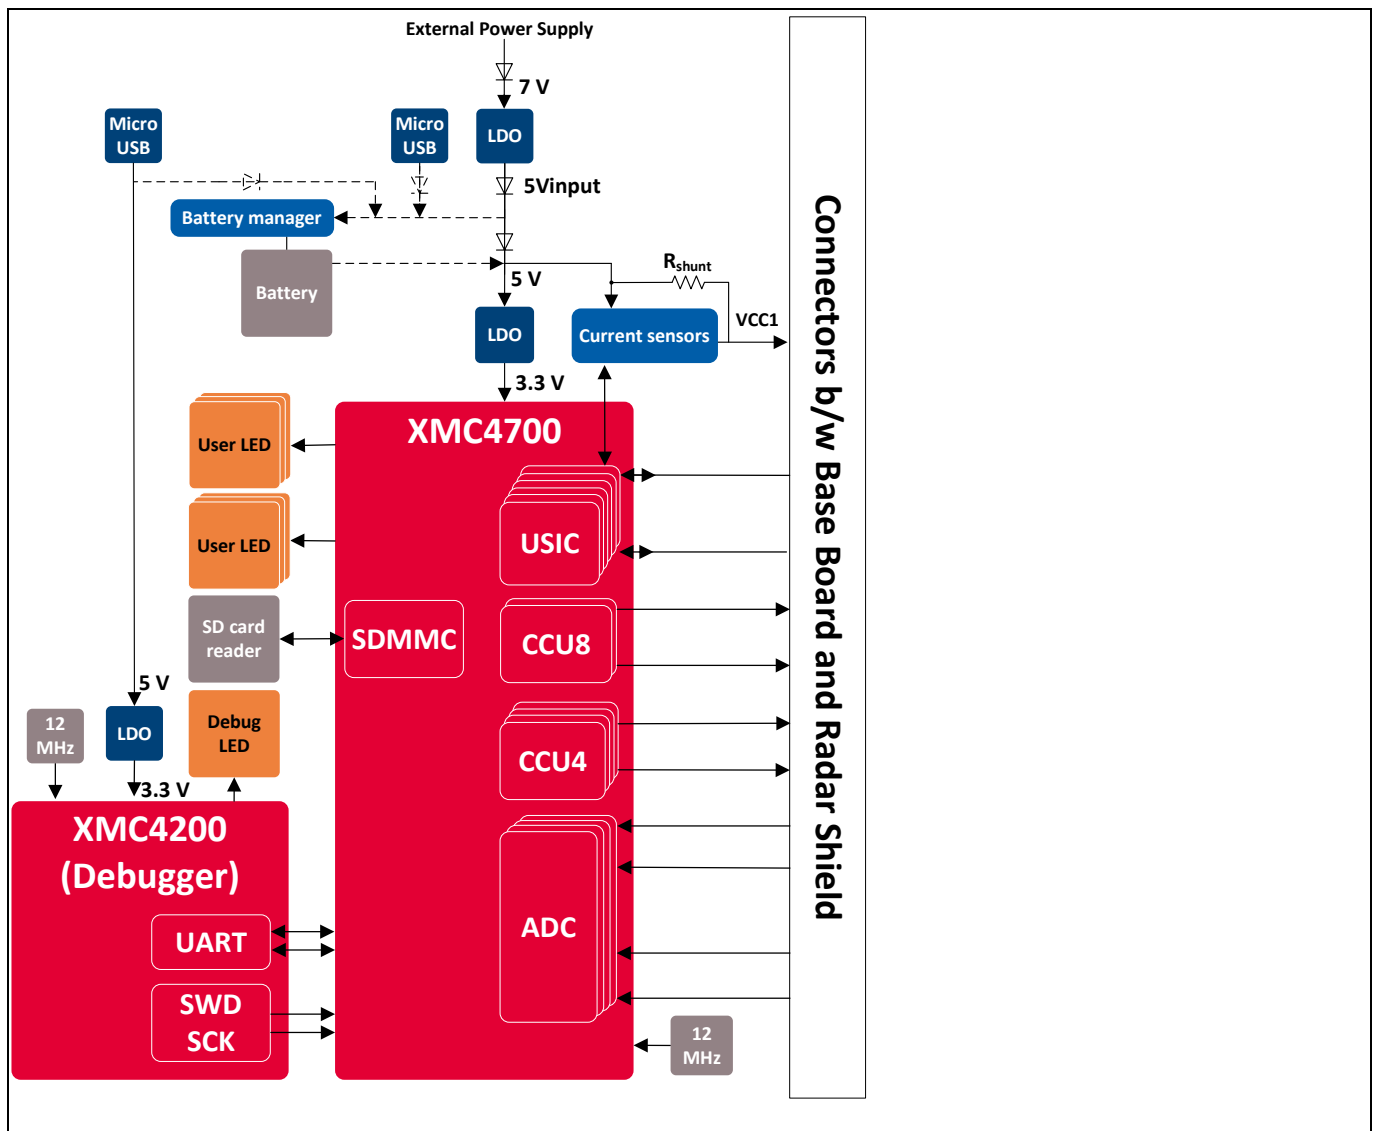 External Power Supply
7 V
Micro
USB
Micro
USB
LDO
5Vinput
Battery manager
Battery
5 V
Rshunt
LDO
Current sensors
VCC1
3.3 V
XMC4700
User LED
USIC
User LED
SD card
reader
SDMMC
CCU8
5 V
12
MHz
LDO
Debug
LED
CCU4
3.3 V
XMC4200
(Debugger)
UART
ADC
SWD
SCK
12
MHz
Connectors b/w Base Board and Radar Shield